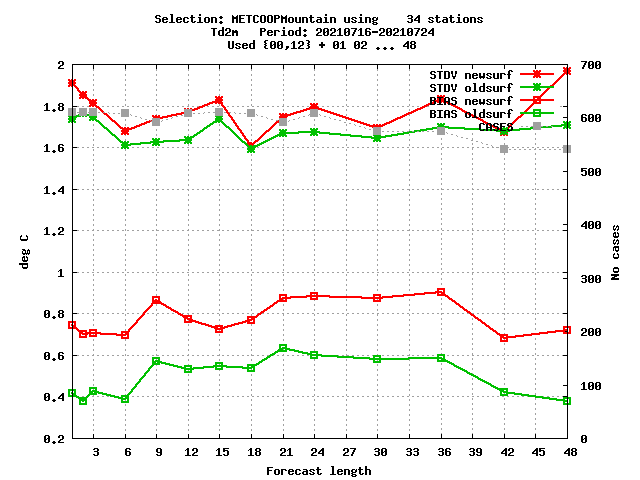 Selection: METCOOPMountain using    34 stations
Td2m   Period: 20210716-20210724
Used {00,12} + 01 02 ... 48
2
1.8
1.6
1.4
1.2
1
0.8
0.6
0.4
0.2
deg C
700
600
500
400
300
200
100
0
No cases
STDV newsurf
STDV oldsurf
BIAS newsurf
BIAS oldsurf
CASES
3 6 9 12 15 18 21 24 27 30 33 36 39 42 45 48
Forecast length